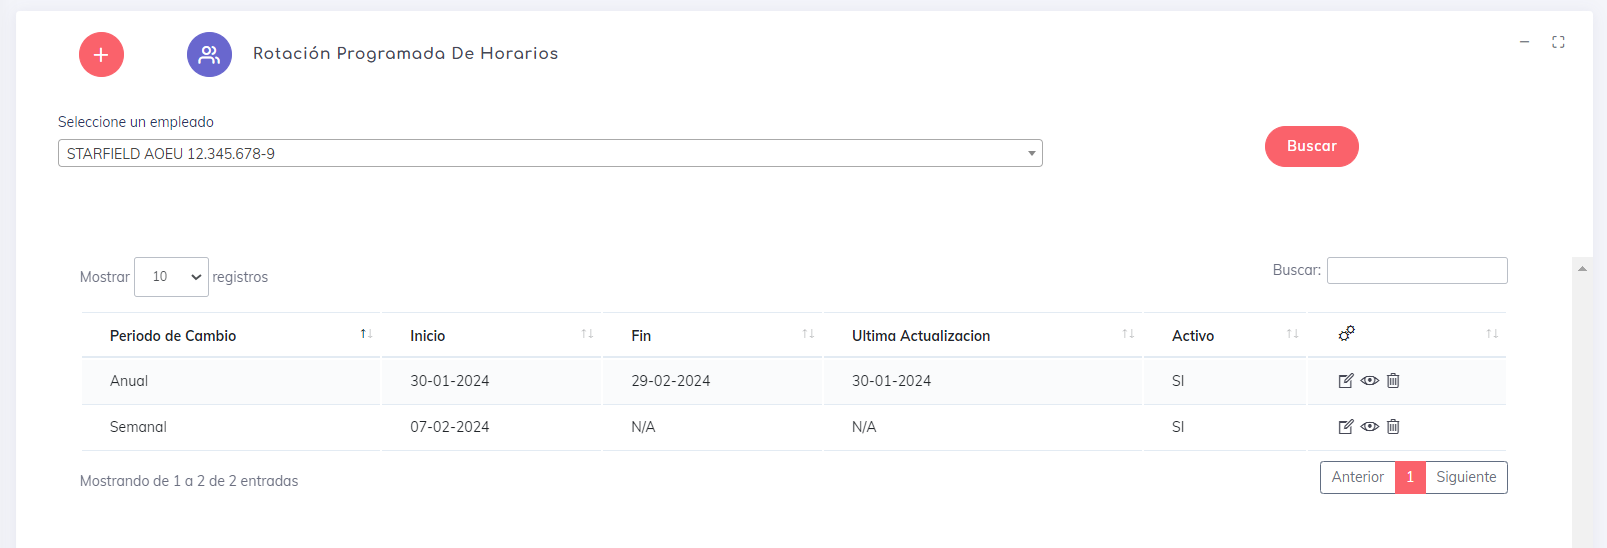 Rotación Programada De Horarios
Seleccione un empleado
STARFIELD AOEU 12.345.678-9
Buscar
Mostrar 10 registros
Buscar:
Periodo de Cambio Inicio Fin Ultima Actualizacion Activo
Anual 30-01-2024 29-02-2024 30-01-2024 SI
Semanal 07-02-2024 N/A N/A SI
Mostrando de 1 a 2 de 2 entradas
Anterior 1 Siguiente